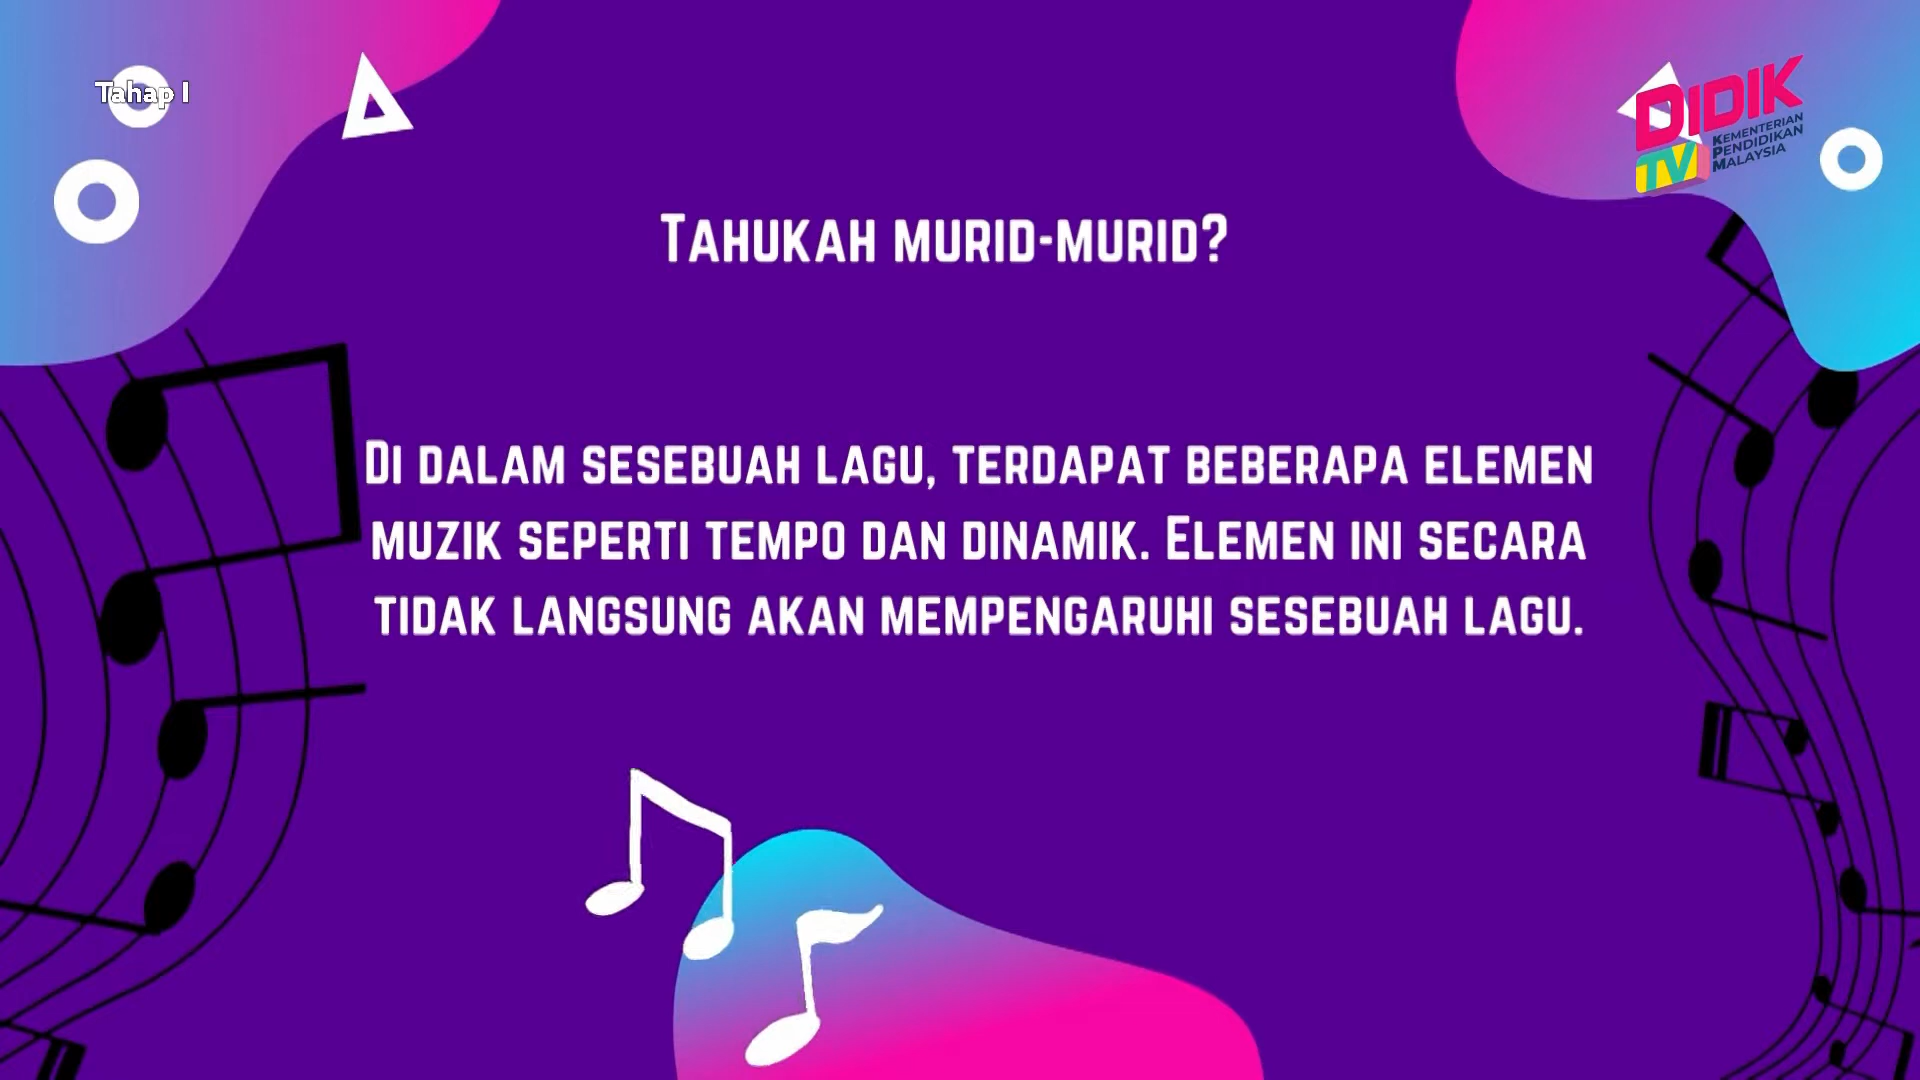 Tahap I
DIDIK
TV
KEMENTERIAN
PENDIDIKAN
MALAYSIA
TAHUKAH MURID-MURID?
DI DALAM SESEBUAH LAGU, TERDAPAT BEBERAPA ELEMEN
MUZIK SEPERTI TEMPO DAN DINAMIK. ELEMEN INI SECARA
TIDAK LANGSUNG AKAN MEMPENGARUHI SESEBUAH LAGU.